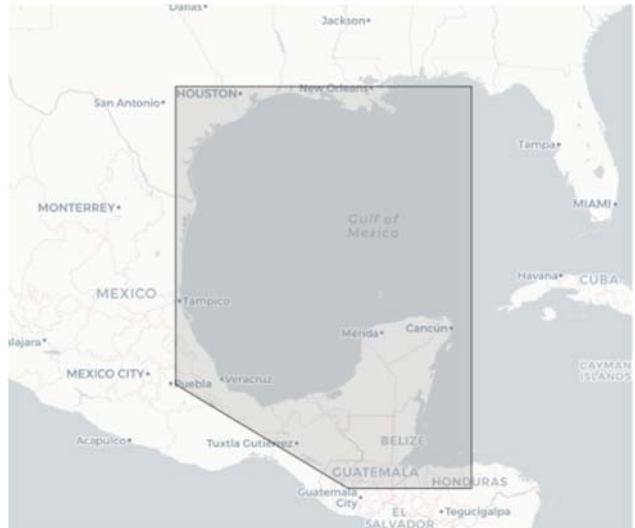 Dallas
Jackson
San Antonio
HOUSTON
New Orleans
Tampa
MONTERREY
MIAMI
Gulf of
Mexico
Havana
CUBA
MEXICO
Tampico
Mérida
Cancún
alajara
MEXICO CITY
Puebla
Veracruz
CAYMAN
ISLANDS
Acapulco
Tuxtla Gutiérrez
BELIZE
GUATEMALA
HONDURAS
Guatemala
City
EL
SALVADOR
Tegucigalpa